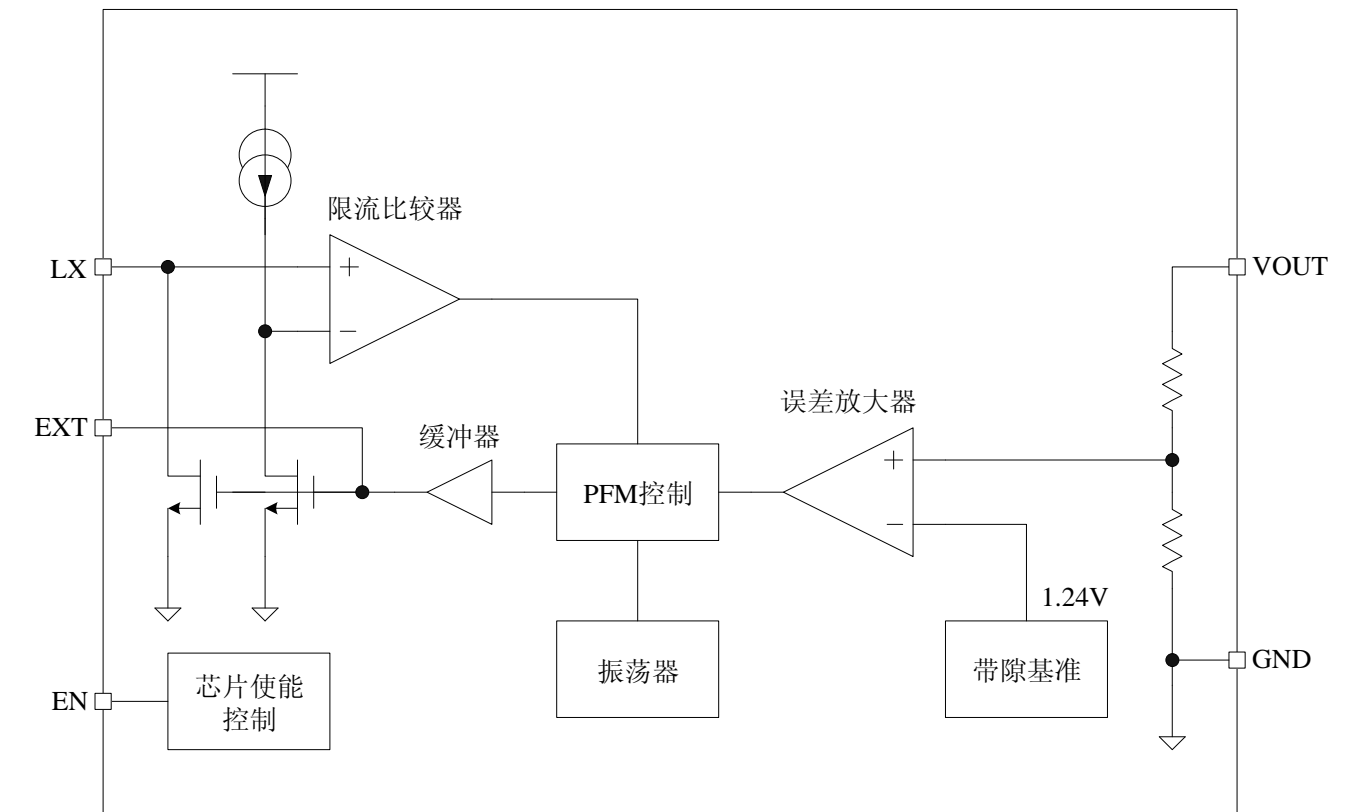 限流比较器
+
LX
VOUT
−
误差放大器
EXT
缓冲器
+
PFM控制
−
1.24V
GND
芯片使能
控制
振荡器
带隙基准
EN